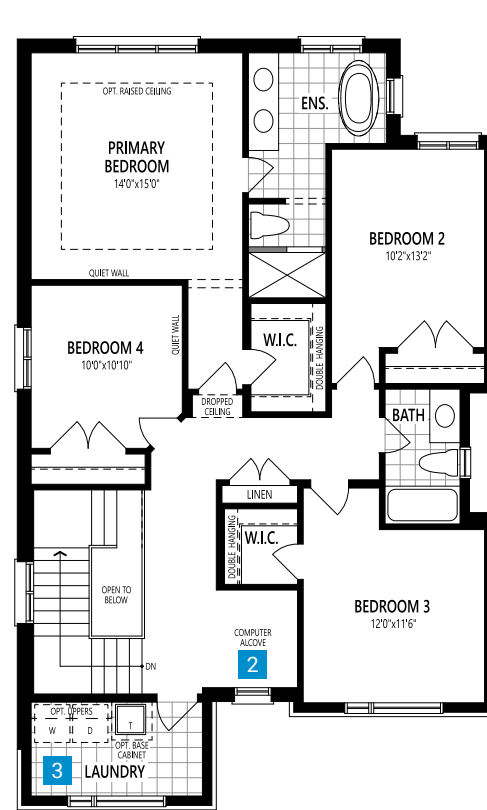 OPT. RAISED CEILING
ENS.
PRIMARY
BEDROOM
14'0"x15'0"
BEDROOM 2
10'2"x13'2"
QUIET WALL
QUIET WALL
BEDROOM 4
10'0"x10'10"
W.I.C.
DOUBLE HANGING
DROPPED
CEILING
BATH
LINEN
DOUBLE HANGING
W.I.C.
OPEN TO
BELOW
BEDROOM 3
12'0"x11'6"
COMPUTER
ALCOVE
2
DN
OPT. UPPERS
W
D
T
OPT. BASE
CABINET
3
LAUNDRY